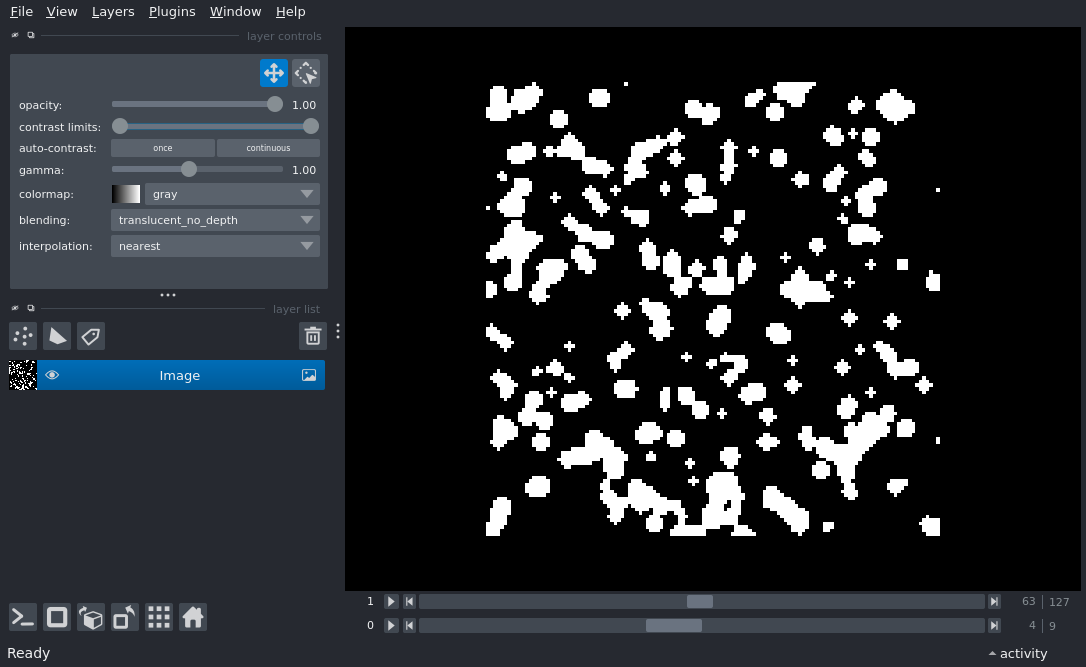 File View Layers Plugins Window Help
layer controls
opacity: 1.00
contrast limits:
auto-contrast: once continuous
gamma: 1.00
colormap: gray
blending: translucent_no_depth
interpolation: nearest
layer list
Image
1 63 127
0 4 9
Ready activity